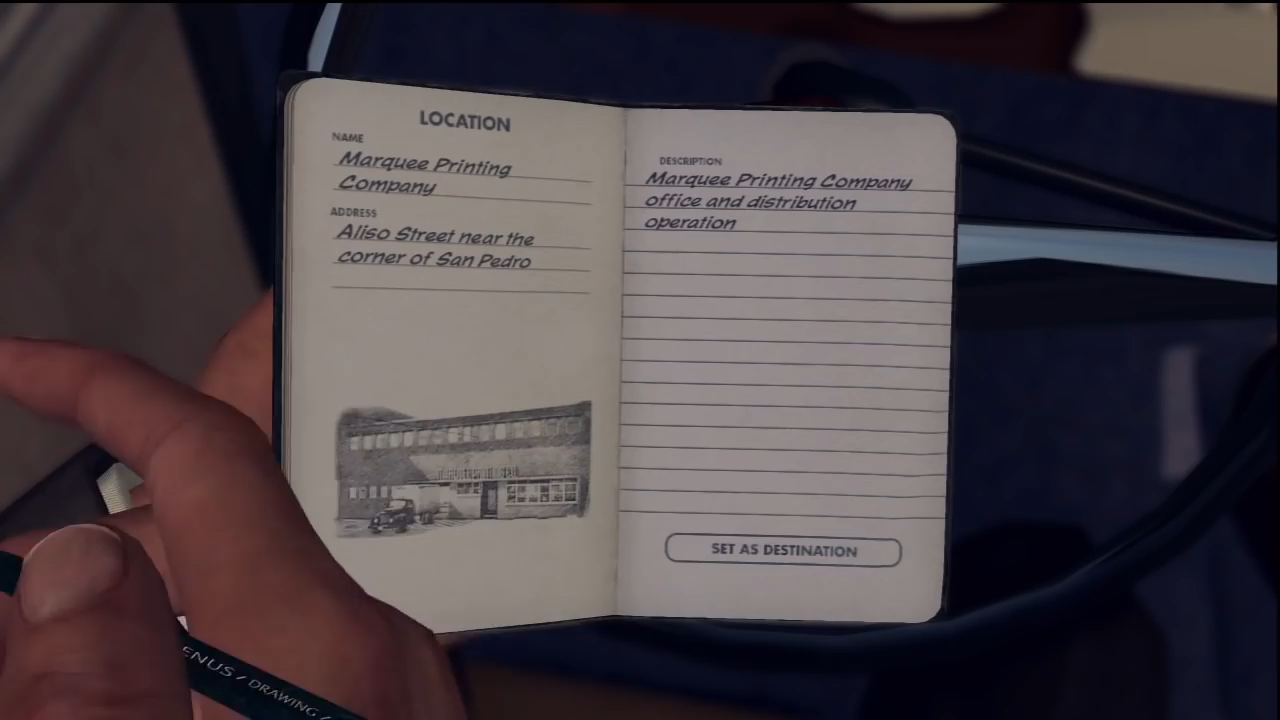 LOCATION
NAME
Marquee Printing
Company
ADDRESS
Aliso Street near the
corner of San Pedro
DESCRIPTION
Marquee Printing Company
office and distribution
operation
SET AS DESTINATION
ENUS / DRAWING /